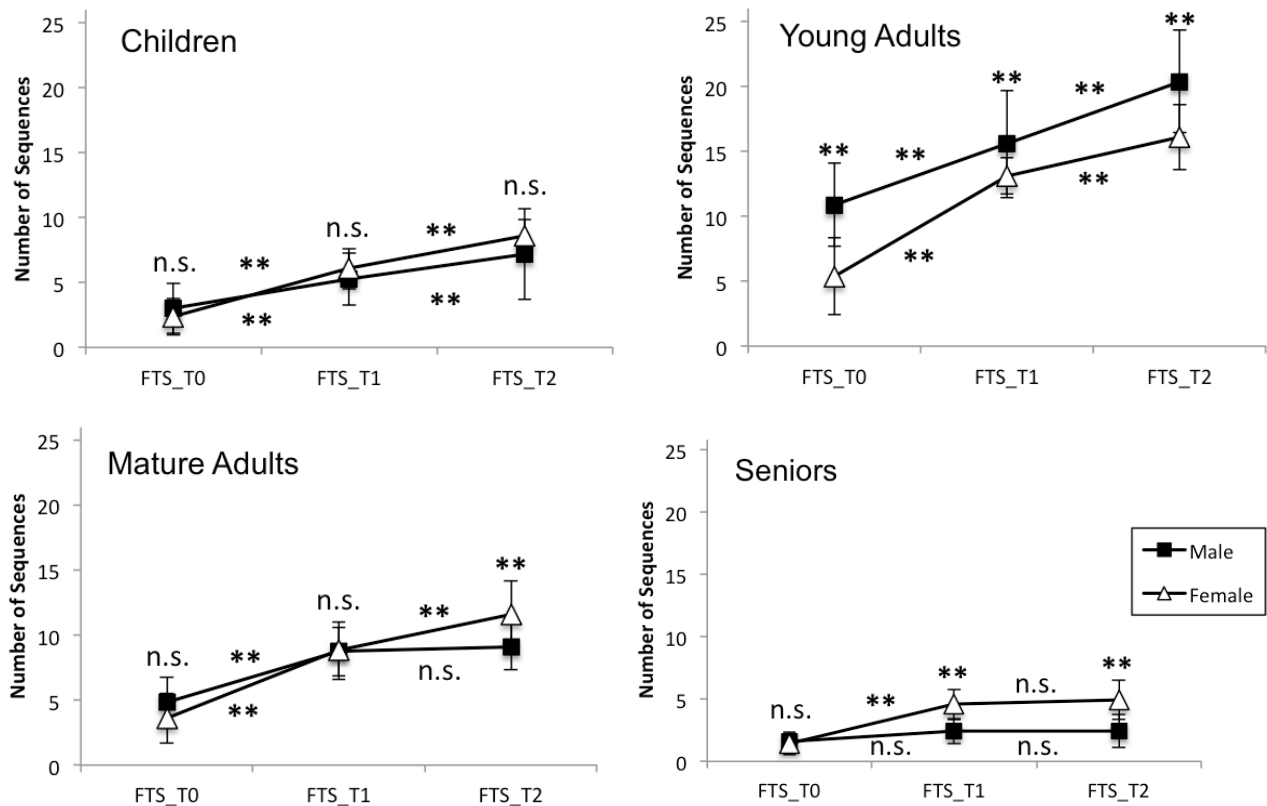 Children
Number of Sequences
25
20
15
10
5
0
n.s.
n.s.
n.s.
**
**
**
**
FTS_T0 FTS_T1 FTS_T2
Young Adults
Number of Sequences
25
20
15
10
5
0
**
**
**
**
**
**
**
FTS_T0 FTS_T1 FTS_T2
Mature Adults
Number of Sequences
25
20
15
10
5
0
n.s.
n.s.
**
**
**
**
n.s.
FTS_T0 FTS_T1 FTS_T2
Seniors
Number of Sequences
25
20
15
10
5
0
n.s.
**
**
**
n.s.
n.s.
n.s.
FTS_T0 FTS_T1 FTS_T2
Male
Female